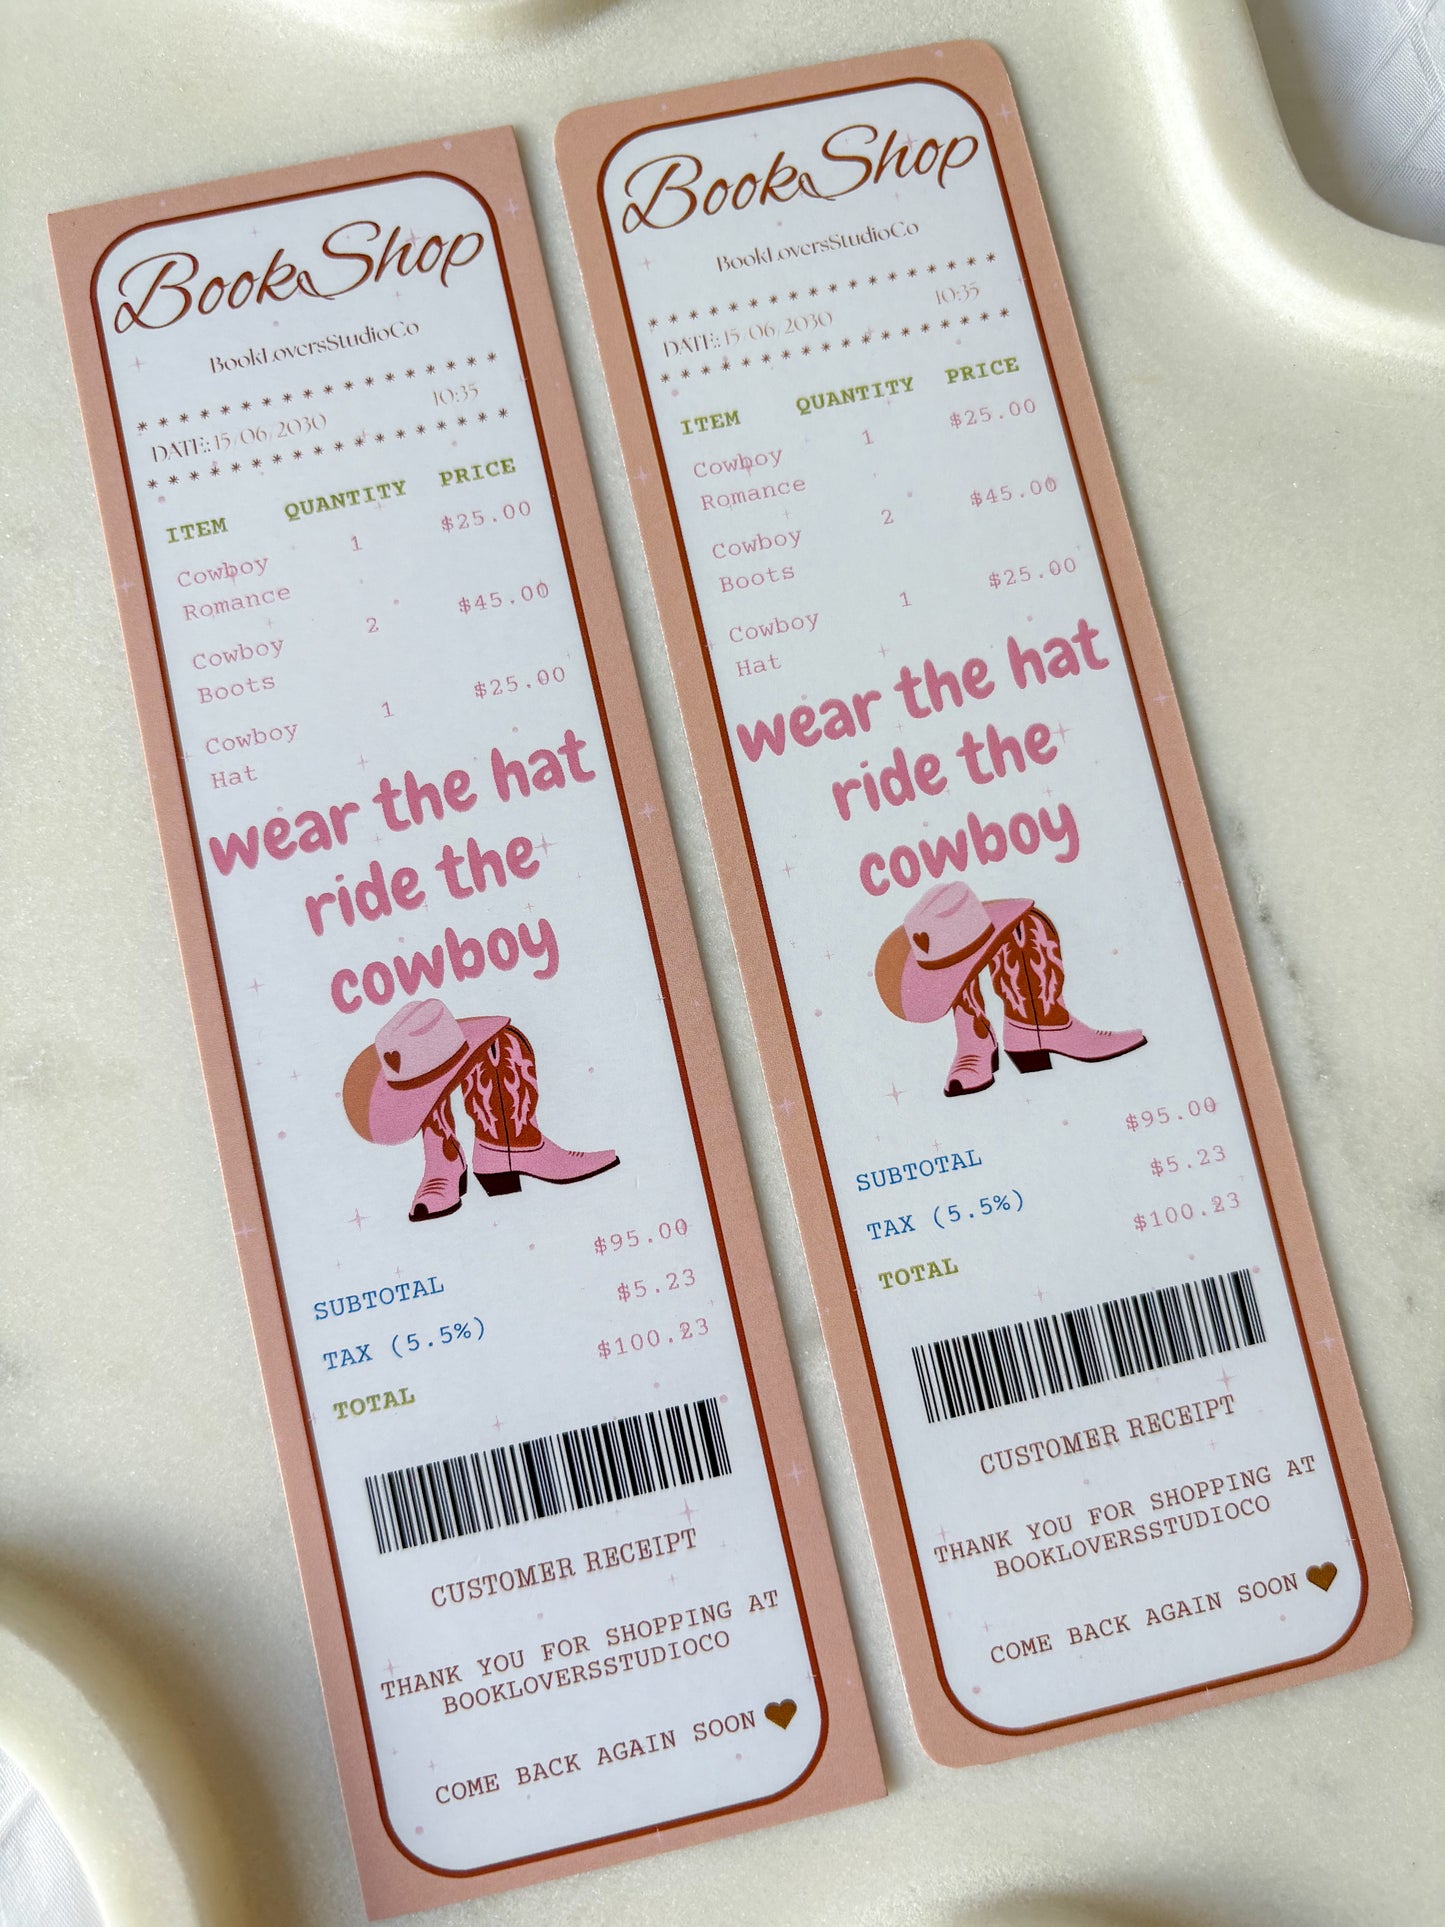 BookShop
BookLoversStudioCo
* * * * * * * * * * * * * * * * * *
DATE: 15/06/2030 10:35
* * * * * * * * * * * * * * * * * *
ITEM QUANTITY PRICE
Cowboy 1 $25.00
Romance
Cowboy 2 $45.00
Boots
Cowboy 1 $25.00
Hat
wear the hat
ride the
cowboy
SUBTOTAL $95.00
TAX (5.5%) $5.23
TOTAL $100.23
CUSTOMER RECEIPT
THANK YOU FOR SHOPPING AT
BOOKLOVERSSTUDIOCO
COME BACK AGAIN SOON 🤎
BookShop
BookLoversStudioCo
* * * * * * * * * * * * * * * * * *
DATE: 15/06/2030 10:35
* * * * * * * * * * * * * * * * * *
ITEM QUANTITY PRICE
Cowboy 1 $25.00
Romance
Cowboy 2 $45.00
Boots
Cowboy 1 $25.00
Hat
wear the hat
ride the
cowboy
SUBTOTAL $95.00
TAX (5.5%) $5.23
TOTAL $100.23
CUSTOMER RECEIPT
THANK YOU FOR SHOPPING AT
BOOKLOVERSSTUDIOCO
COME BACK AGAIN SOON 🤎